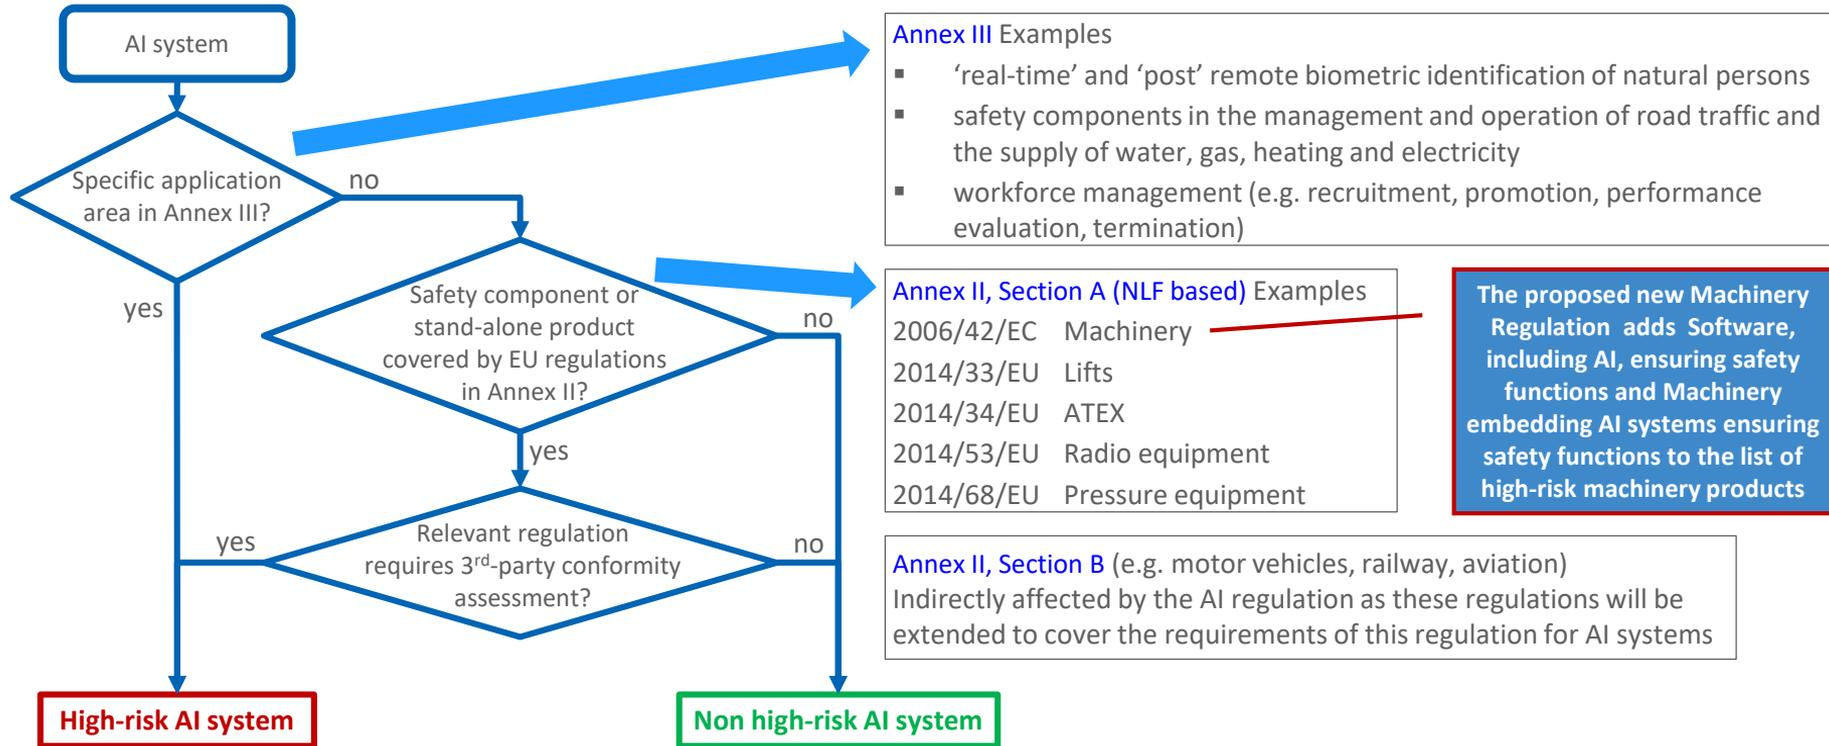 AI system
Specific application
area in Annex III?
no
yes
Safety component or
stand-alone product
covered by EU regulations
in Annex II?
no
yes
Relevant regulation
requires 3rd-party conformity
assessment?
yes
no
High-risk AI system
Non high-risk AI system
Annex III Examples
▪ ‘real-time’ and ‘post’ remote biometric identification of natural persons
▪ safety components in the management and operation of road traffic and
the supply of water, gas, heating and electricity
▪ workforce management (e.g. recruitment, promotion, performance
evaluation, termination)
Annex II, Section A (NLF based) Examples
2006/42/EC Machinery
2014/33/EU Lifts
2014/34/EU ATEX
2014/53/EU Radio equipment
2014/68/EU Pressure equipment
The proposed new Machinery
Regulation adds Software,
including AI, ensuring safety
functions and Machinery
embedding AI systems ensuring
safety functions to the list of
high-risk machinery products
Annex II, Section B (e.g. motor vehicles, railway, aviation)
Indirectly affected by the AI regulation as these regulations will be
extended to cover the requirements of this regulation for AI systems